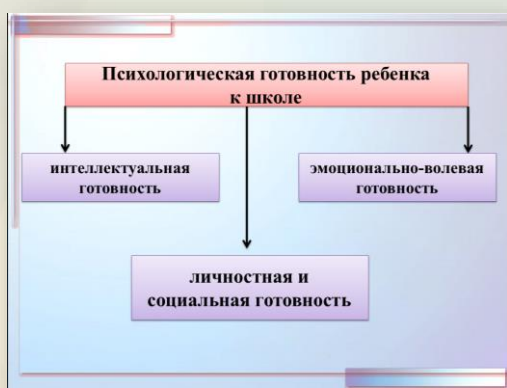 Психологическая готовность ребенка
к школе
интеллектуальная
готовность
эмоционально-волевая
готовность
личностная и
социальная готовность